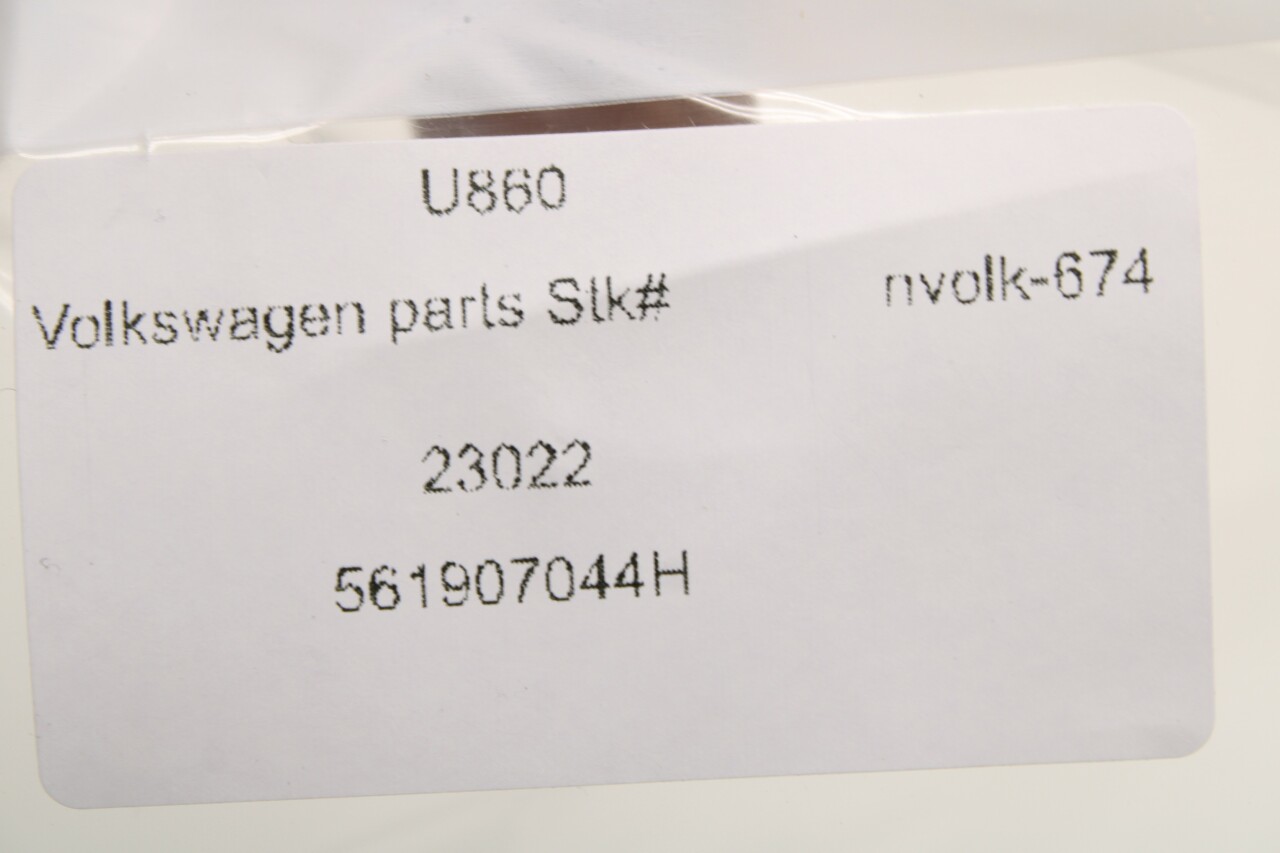 U860
Volkswagen parts Stk# nvolk-674
23022
561907044H